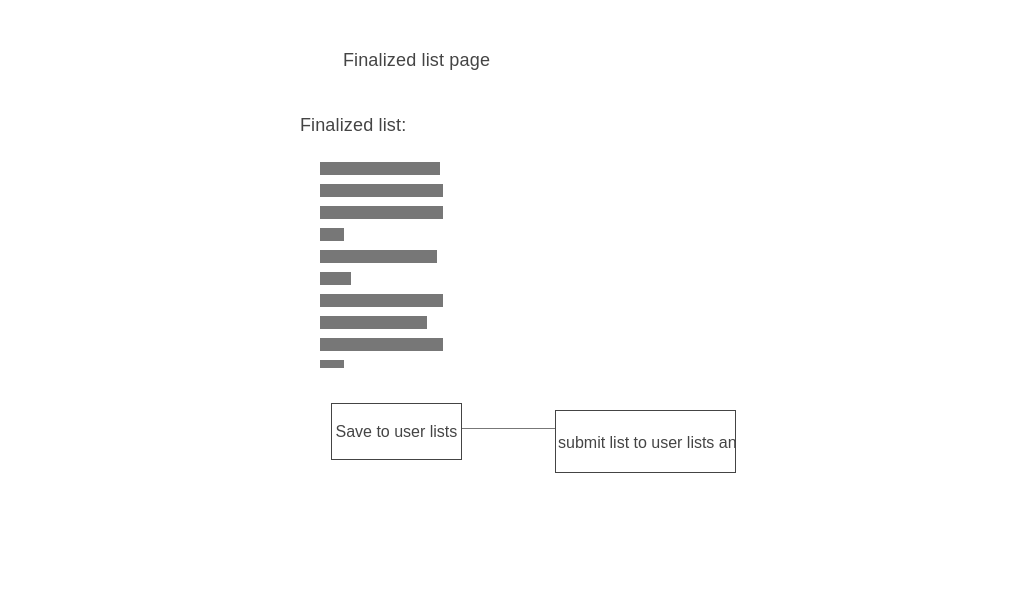 Finalized list page
Finalized list:
Save to user lists
submit list to user lists an